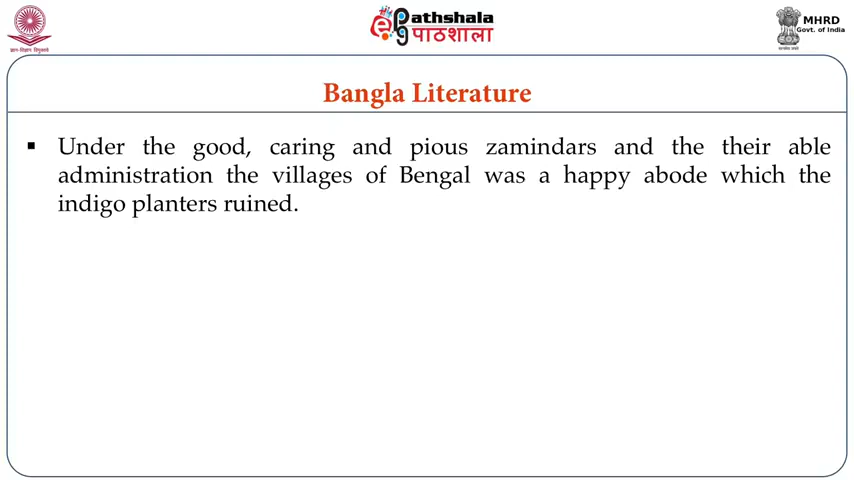 ePathshala
पाठशाला
MHRD
Govt. of India
Bangla Literature
▪ Under the good, caring and pious zamindars and the their able
administration the villages of Bengal was a happy abode which the
indigo planters ruined.